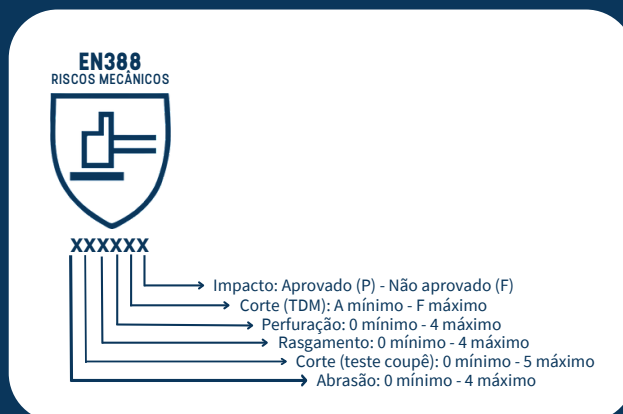 EN388
RISCOS MECÂNICOS
XXXXXX
Impacto: Aprovado (P) - Não aprovado (F)
Corte (TDM): A mínimo - F máximo
Perfuração: 0 mínimo - 4 máximo
Rasgamento: 0 mínimo - 4 máximo
Corte (teste coupê): 0 mínimo - 5 máximo
Abrasão: 0 mínimo - 4 máximo